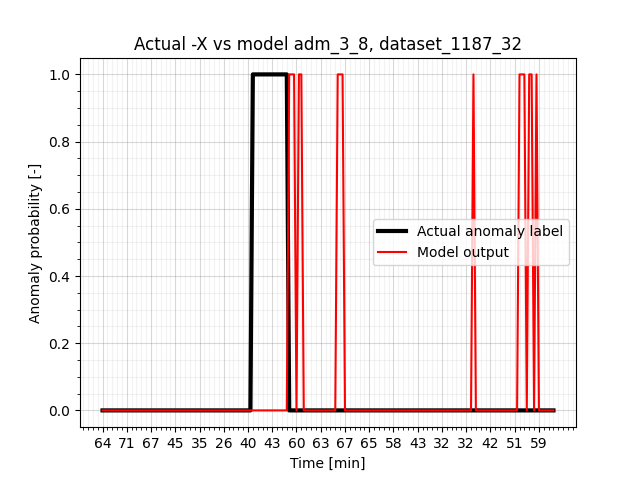 Actual -X vs model adm_3_8, dataset_1187_32
Anomaly probability [-]
1.0
0.8
0.6
0.4
0.2
0.0
Actual anomaly label
Model output
64 71 67 45 35 26 40 43 60 63 67 65 58 43 32 32 42 51 59
Time [min]